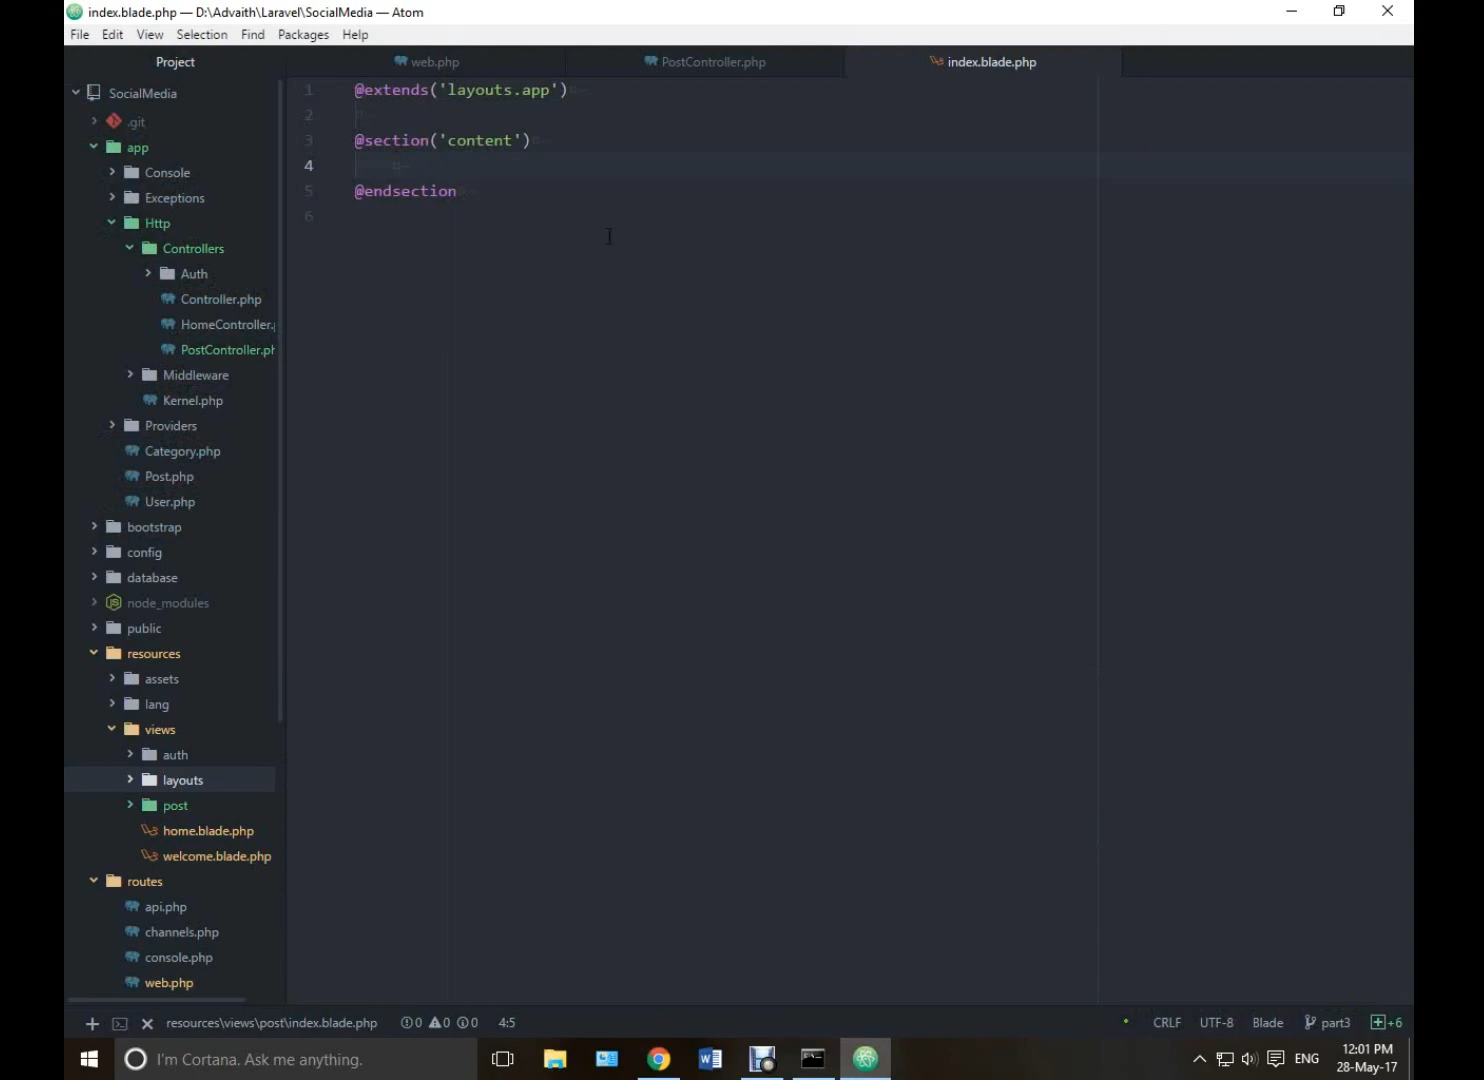 index.blade.php — D:\Advaith\Laravel\SocialMedia — Atom
File Edit View Selection Find Packages Help
Project
web.php
PostController.php
index.blade.php
SocialMedia
.git
app
Console
Exceptions
Http
Controllers
Auth
Controller.php
HomeController.
PostController.ph
Middleware
Kernel.php
Providers
Category.php
Post.php
User.php
bootstrap
config
database
node_modules
public
resources
assets
lang
views
auth
layouts
post
home.blade.php
welcome.blade.php
routes
api.php
channels.php
console.php
web.php
1 @extends('layouts.app')
2
3 @section('content')
4
5 @endsection
6
resources\views\post\index.blade.php 0 0 0 4:5
CRLF UTF-8 Blade part3 +6
I'm Cortana. Ask me anything.
ENG
12:01 PM
28-May-17